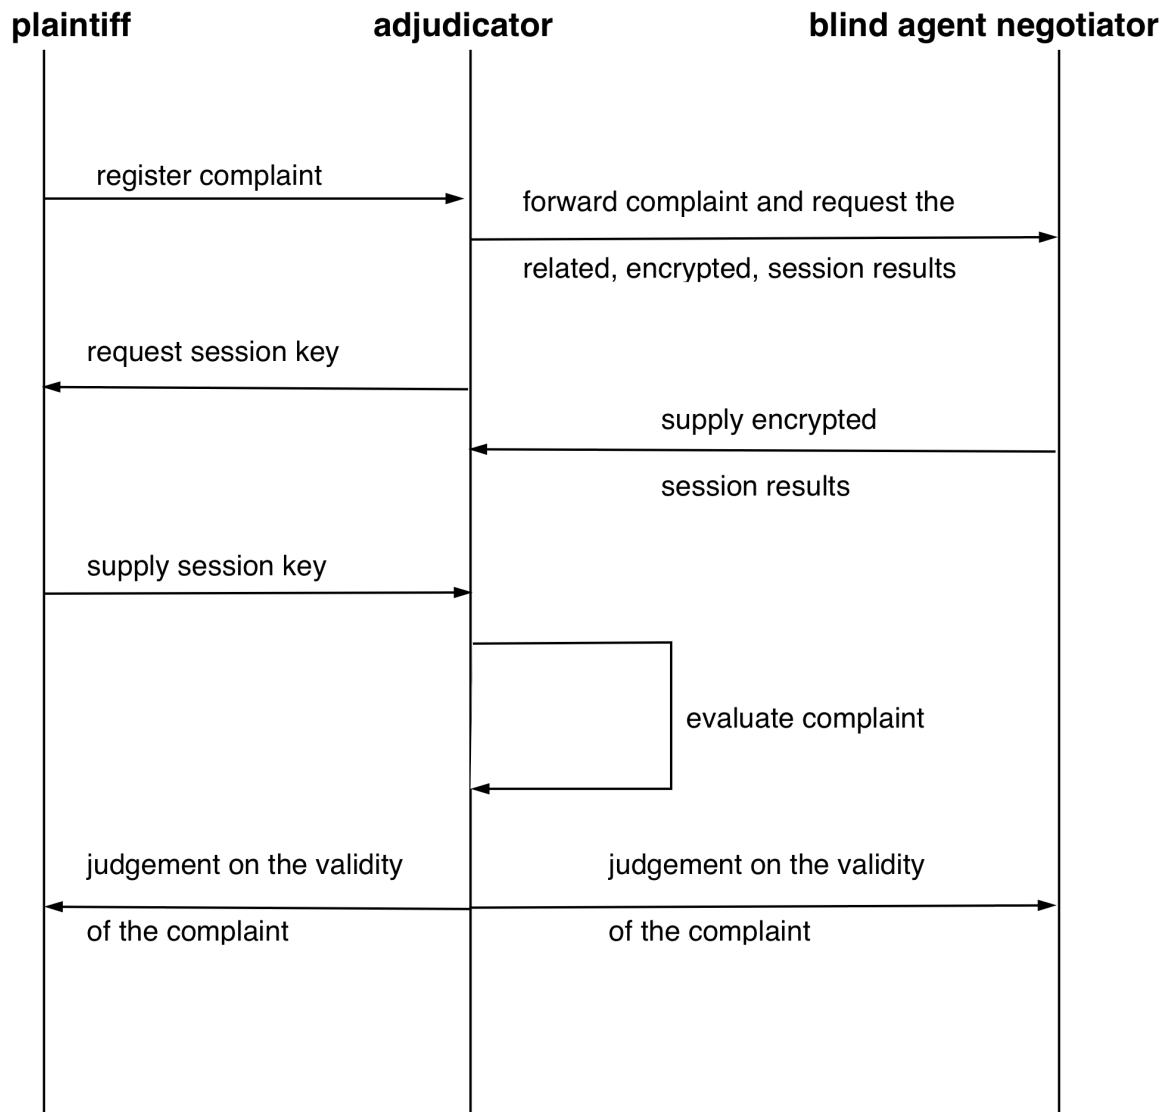 plaintiff
adjudicator
blind agent negotiator
register complaint
forward complaint and request the
related, encrypted, session results
request session key
supply encrypted
session results
supply session key
evaluate complaint
judgement on the validity
of the complaint
judgement on the validity
of the complaint